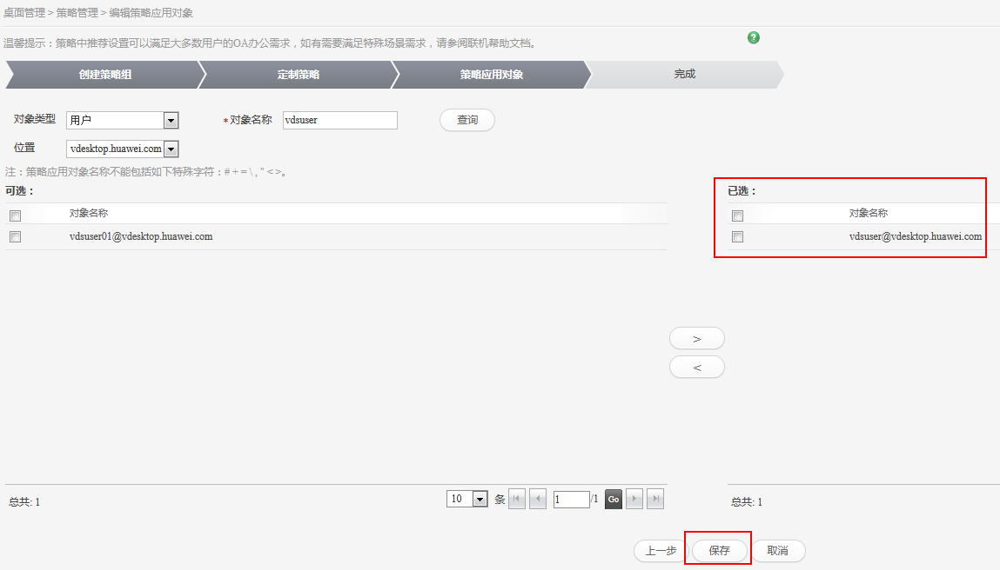 桌面管理 > 策略管理 > 编辑策略应用对象
温馨提示：策略中推荐设置可以满足大多数用户的OA办公需求，如有需要满足特殊场景需求，请参阅联机帮助文档。 ?
创建策略组 定制策略 策略应用对象 完成
对象类型 用户 *对象名称 vdsuser 查询
位置 vdesktop.huawei.com
注：策略应用对象名称不能包括如下特殊字符：# + = \ , " < >。
可选： 已选：
对象名称 对象名称
vdsuser01@vdesktop.huawei.com vdsuser@vdesktop.huawei.com
>
<
总共: 1 10 条 1 /1 Go 总共: 1
上一步 保存 取消